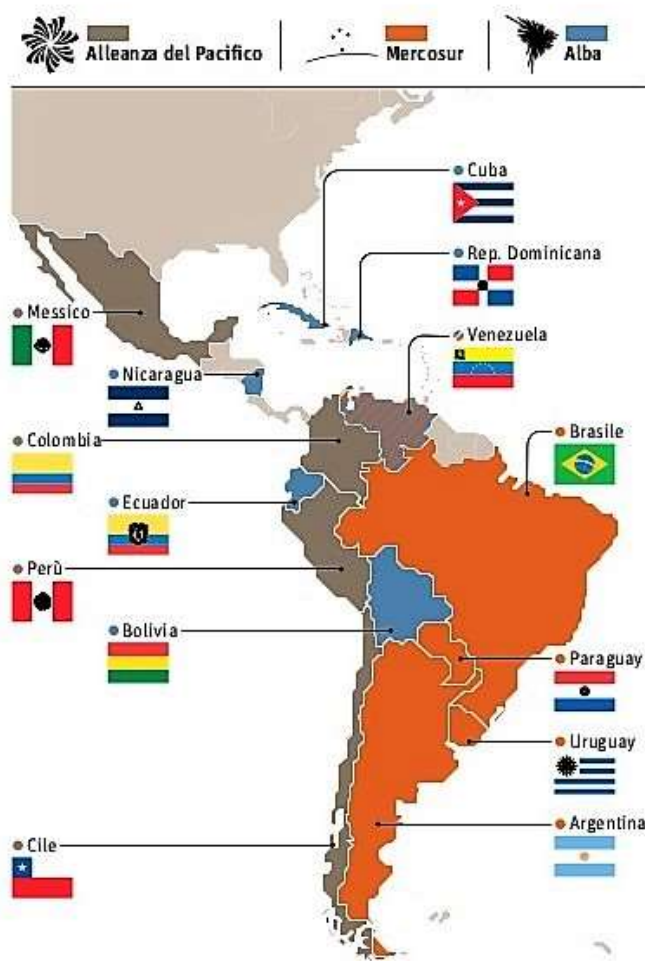 Alleanza del Pacifico
Mercosur
Alba
Cuba
Rep. Dominicana
Messico
Venezuela
Nicaragua
Colombia
Brasile
Ecuador
Perù
Bolivia
Paraguay
Uruguay
Argentina
Cile